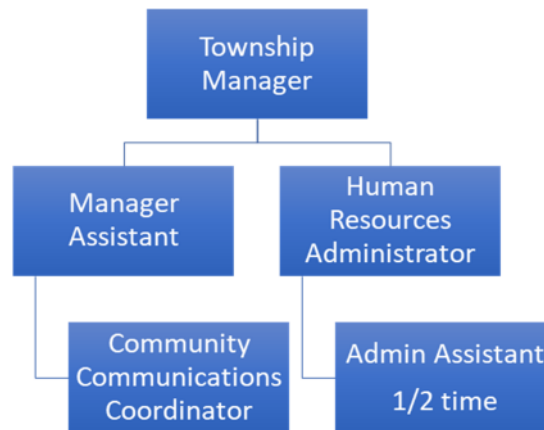 Township
Manager
Manager
Assistant
Human
Resources
Administrator
Community
Communications
Coordinator
Admin Assistant
1/2 time